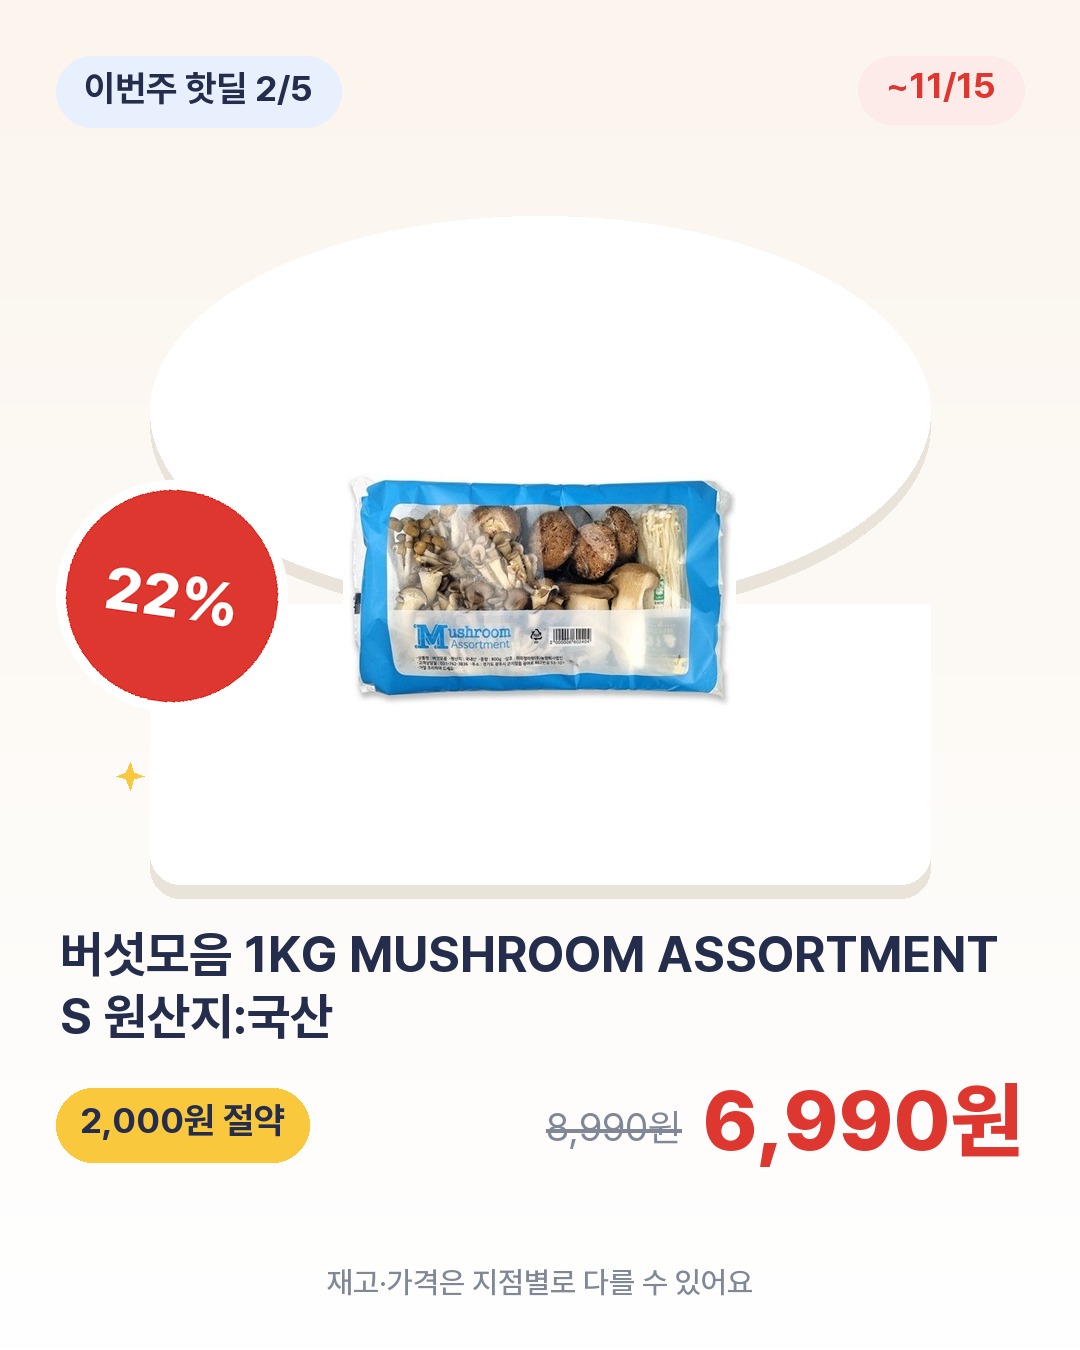 이번주 핫딜 2/5
~11/15
22%
Mushroom
Assortment
버섯모음 1KG MUSHROOM ASSORTMENT
S 원산지:국산
2,000원 절약
8,990원 6,990원
재고·가격은 지점별로 다를 수 있어요